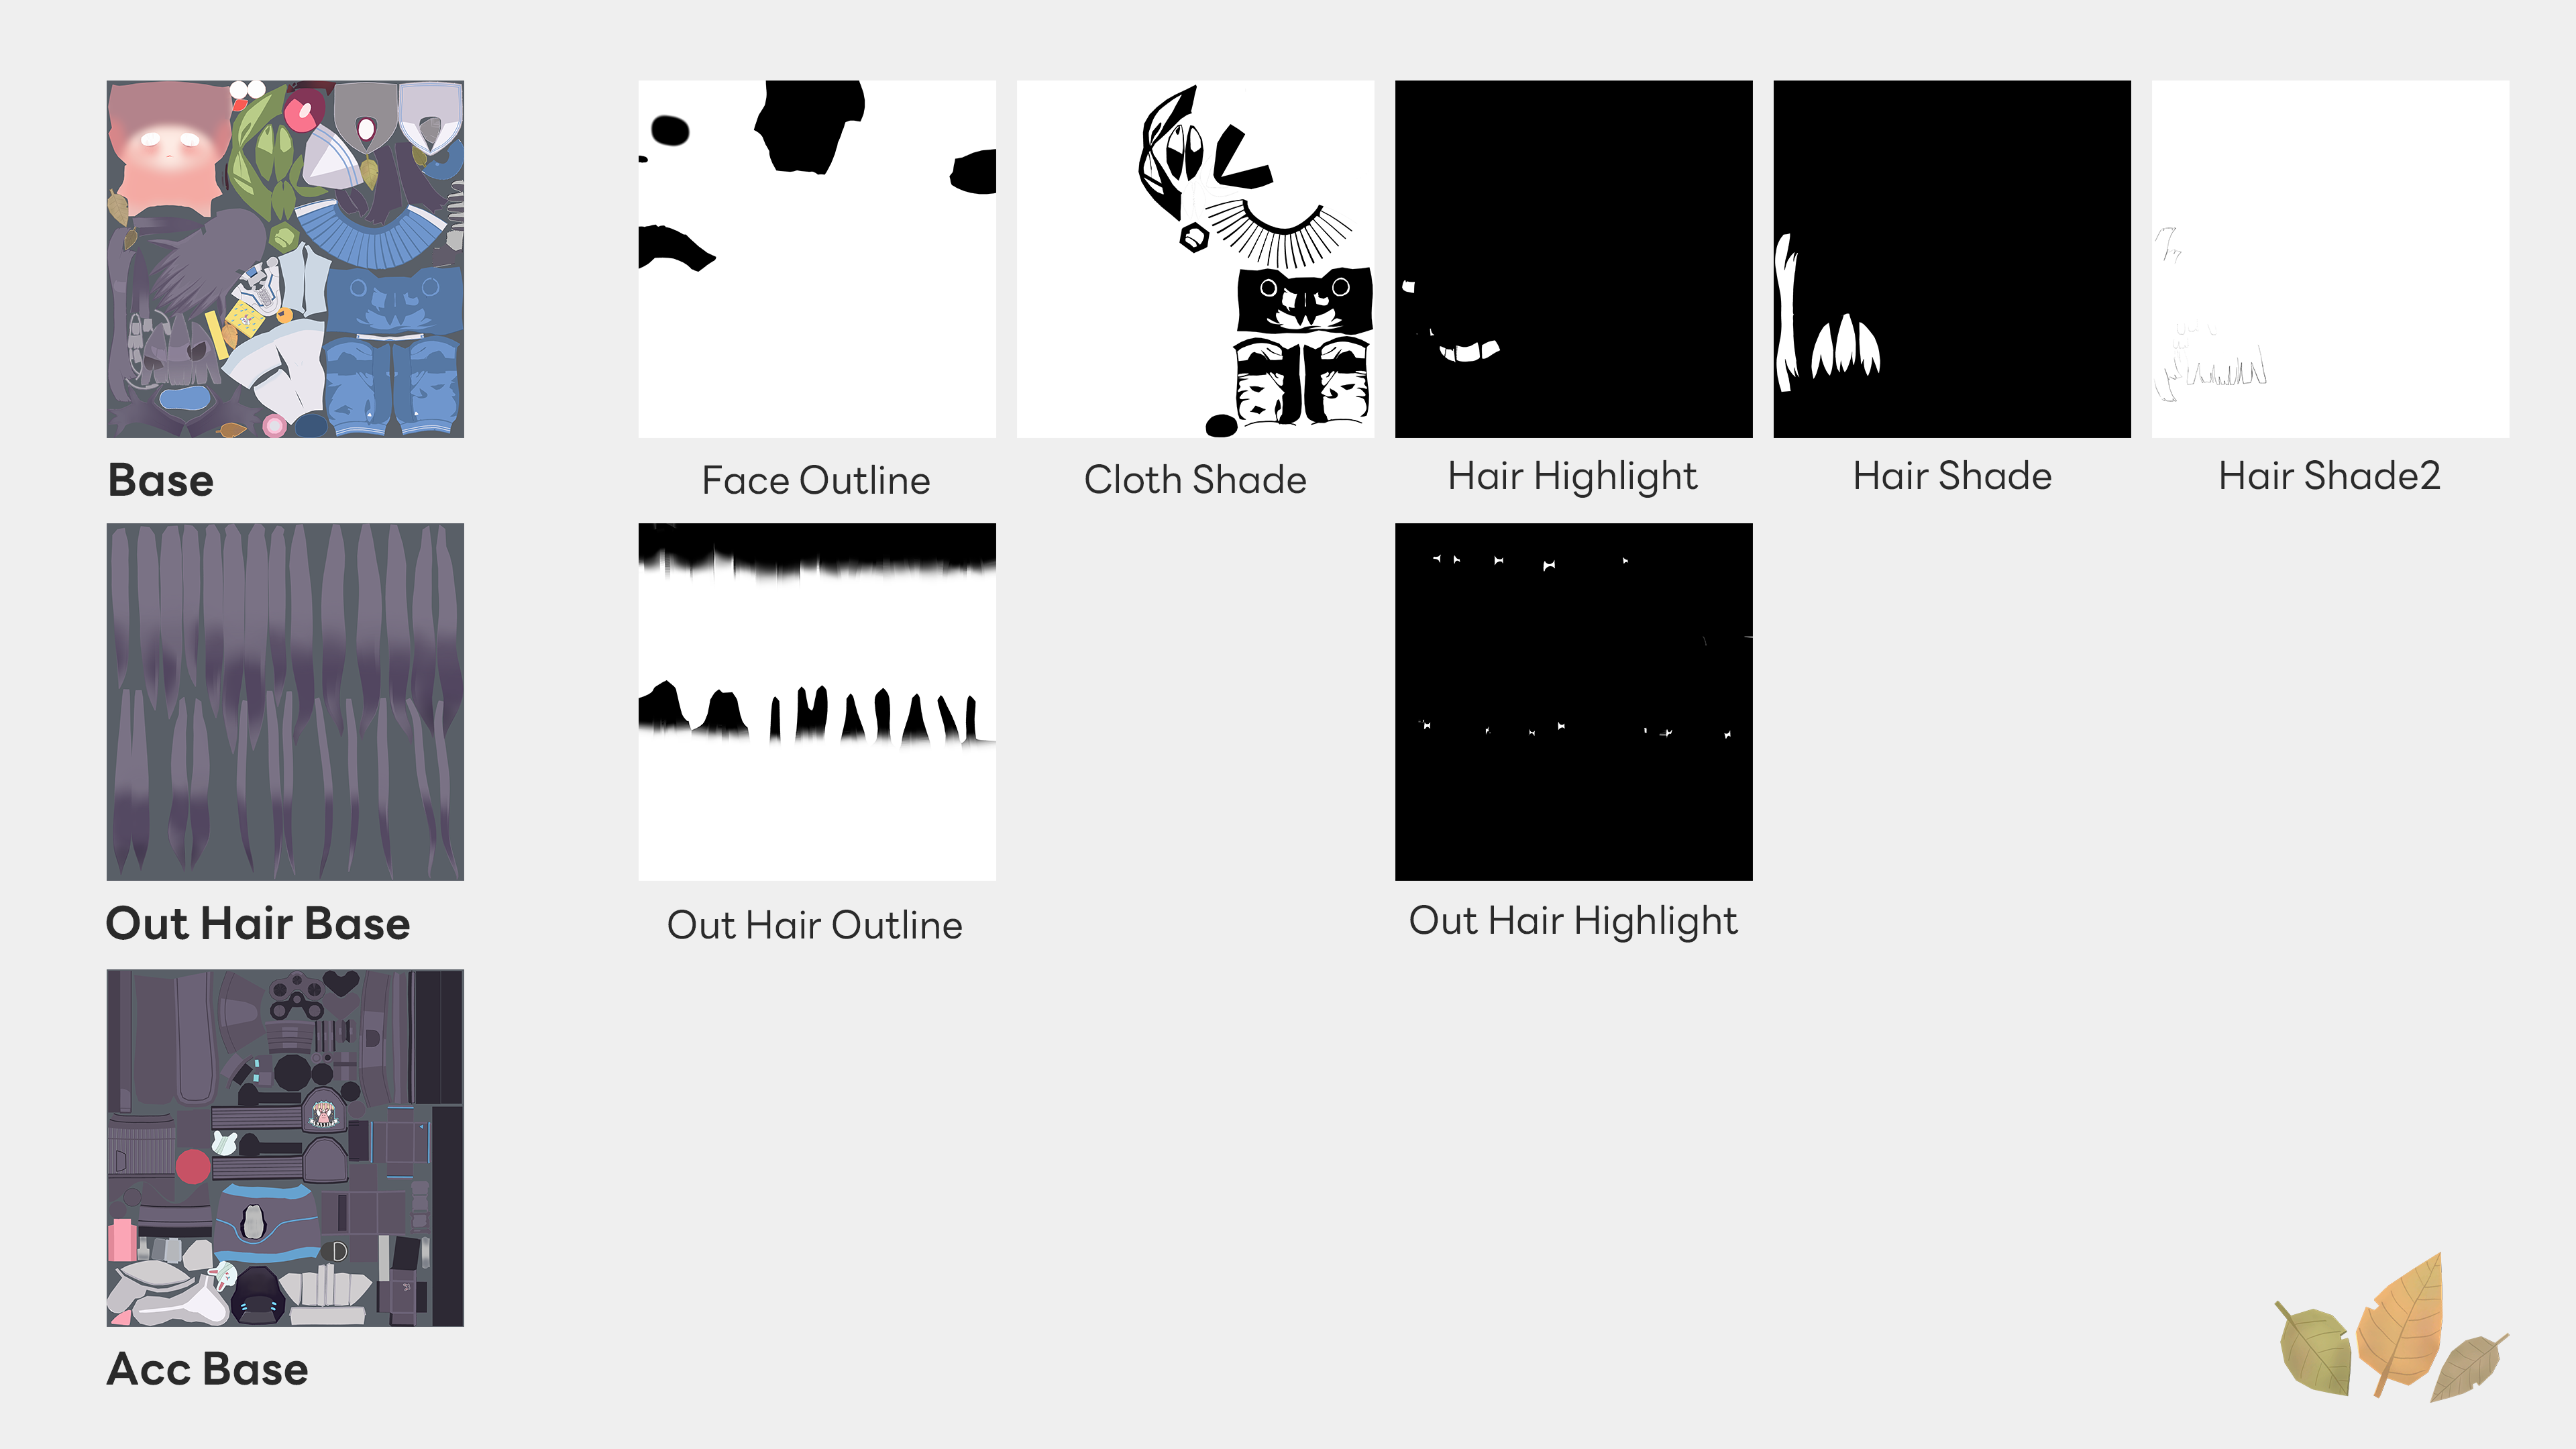 Base
Face Outline
Cloth Shade
Hair Highlight
Hair Shade
Hair Shade2
Out Hair Base
Out Hair Outline
Out Hair Highlight
Acc Base